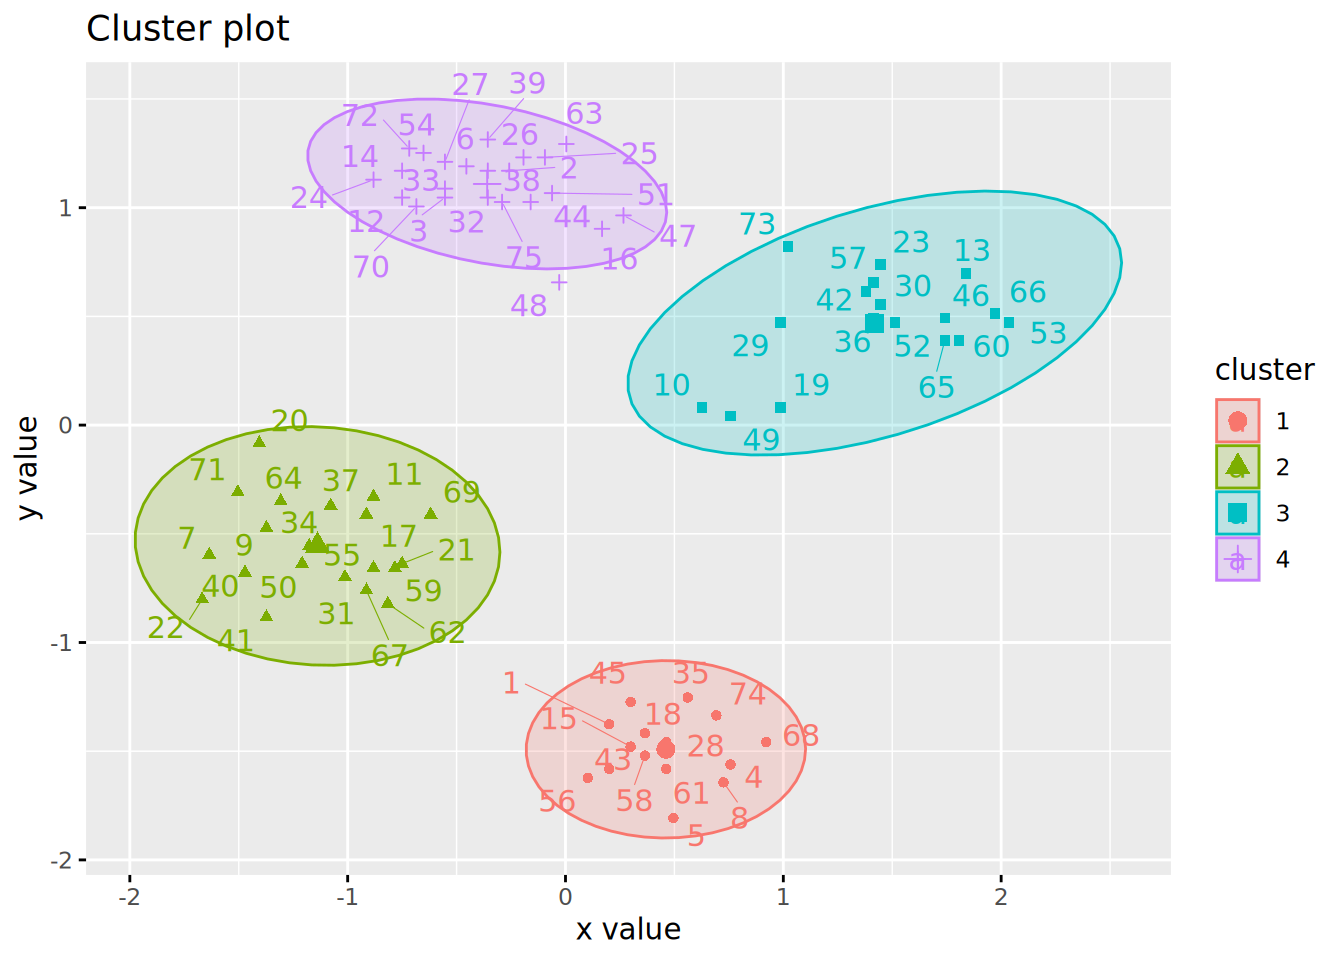 Cluster plot
27 39
72 54 6 26 63
14 33 38 2 25
24 12 3 32 44 51
70 75 16 47
48
73 57 23 13
42 30 46 66
29 36 52 60 53
65
10 19
49
20
71 64 37 11 69
7 9 34 55 17 21
40 50 31 59
22 41 67 62
1 45 35 74
15 18 68
43 28 4
56 58 61 8
5
1
0
-1
-2
-2 -1 0 1 2
x value
y value
cluster
a 1
a 2
a 3
a 4